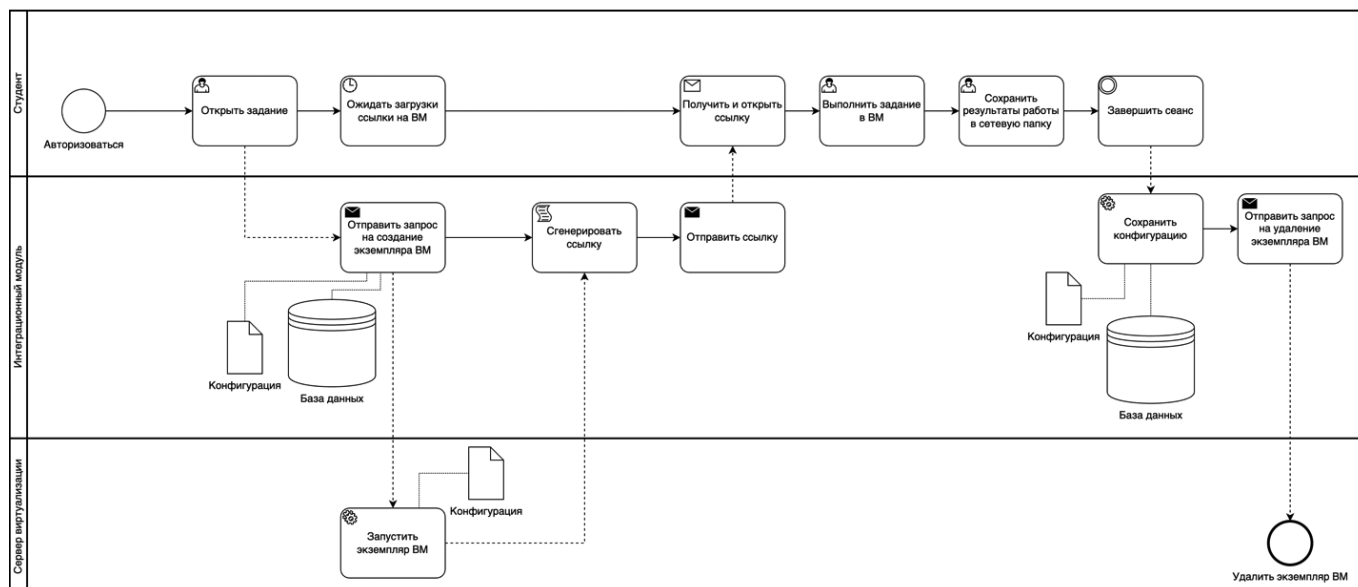 Студент
Авторизоваться
Открыть задание
Ожидать загрузки
ссылки на ВМ
Получить и открыть
ссылку
Выполнить задание
в ВМ
Сохранить
результаты работы
в сетевую папку
Завершить сеанс
Интеграционный модуль
Отправить запрос
на создание
экземпляра ВМ
Сгенерировать
ссылку
Отправить ссылку
Сохранить
конфигурацию
Отправить запрос
на удаление
экземпляра ВМ
Конфигурация
База данных
Конфигурация
База данных
Сервер виртуализации
Запустить
экземпляр ВМ
Конфигурация
Удалить экземпляр ВМ